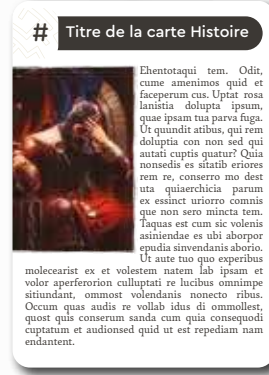 # Titre de la carte Histoire
Ehentotaqui tem. Odit,
cume amenimos quid et
faceperum cus. Uptat rosa
lanistia dolupta ipsum,
quae ipsam tua parva fuga.
Ut quundit atibus, qui rem
doluptia con non sed qui
autati cuptis quatur? Quia
nonsedis es sitatib eriores
rem re, conserro mo dest
uta quiaerchicia parum
ex essinct uriorro comnis
que non sero mincta tem.
Taquas est cum sic volenis
asiniendae es ubi aborpor
epudia sinvendanis aborio.
Ut aute tuo quo experibus
molecearist ex et volestem natem lab ipsam et
volor aperferorion culluptati re lucibus omnimpe
sitiundant, ommost volendanis nonecto ribus.
Occum quas audis re vollab idus di ommollest,
quost quis conserum sanda cum quia consequodi
cuptatum et audionsed quid ut est repediam nam
endantent.